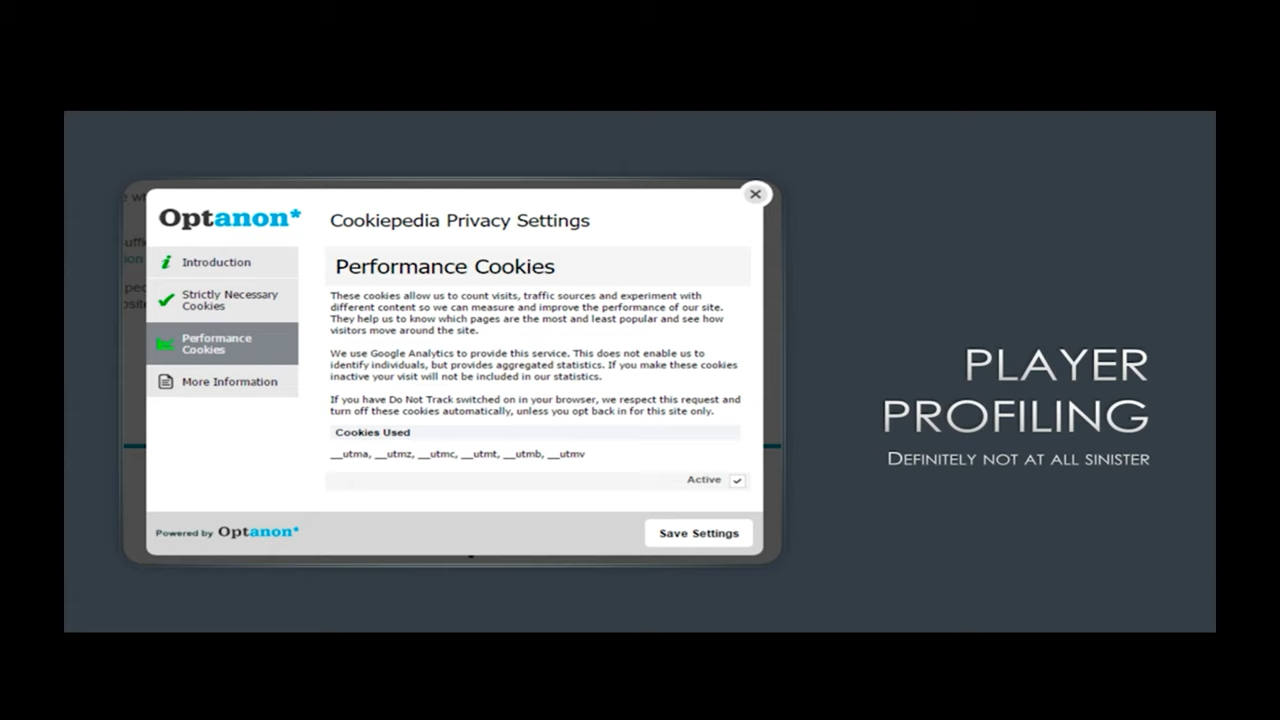 Optanon*
Cookiepedia Privacy Settings
Introduction
Strictly Necessary
Cookies
Performance
Cookies
More Information
Performance Cookies
These cookies allow us to count visits, traffic sources and experiment with
different content so we can measure and improve the performance of our site.
They help us to know which pages are the most and least popular and see how
visitors move around the site.
We use Google Analytics to provide this service. This does not enable us to
identify individuals, but provides aggregated statistics. If you make these cookies
inactive your visit will not be included in our statistics.
If you have Do Not Track switched on in your browser, we respect this request and
turn off these cookies automatically, unless you opt back in for this site only.
Cookies Used
__utma, __utmz, __utmc, __utmt, __utmb, __utmv
Active
Powered by Optanon*
Save Settings
PLAYER
PROFILING
DEFINITELY NOT AT ALL SINISTER